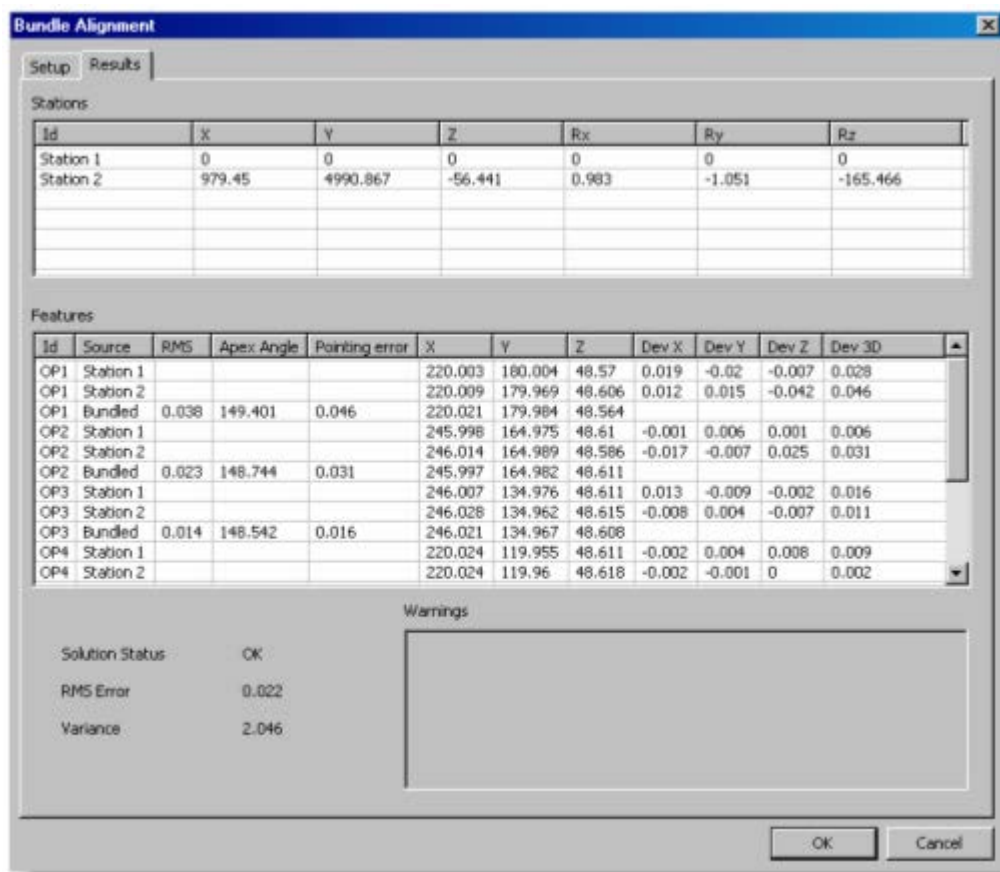 Bundle Alignment
Setup Results
Stations
Id X Y Z Rx Ry Rz
Station 1 0 0 0 0 0 0
Station 2 979.45 4990.867 -56.441 0.983 -1.051 -165.466
Features
Id Source RMS Apex Angle Pointing error X Y Z Dev X Dev Y Dev Z Dev 3D
OP1 Station 1 220.003 180.004 48.57 0.019 -0.02 -0.007 0.028
OP1 Station 2 220.009 179.969 48.606 0.012 0.015 -0.042 0.046
OP1 Bundled 0.038 149.401 0.046 220.021 179.984 48.564
OP2 Station 1 245.998 164.975 48.61 -0.001 0.006 0.001 0.006
OP2 Station 2 246.014 164.989 48.586 -0.017 -0.007 0.025 0.031
OP2 Bundled 0.023 148.744 0.031 245.997 164.982 48.611
OP3 Station 1 246.007 134.976 48.611 0.013 -0.009 -0.002 0.016
OP3 Station 2 246.028 134.962 48.615 -0.008 0.004 -0.007 0.011
OP3 Bundled 0.014 148.542 0.016 246.021 134.967 48.608
OP4 Station 1 220.024 119.955 48.611 -0.002 0.004 0.008 0.009
OP4 Station 2 220.024 119.96 48.618 -0.002 -0.001 0 0.002
Warnings
Solution Status OK
RMS Error 0.022
Variance 2.046
OK Cancel